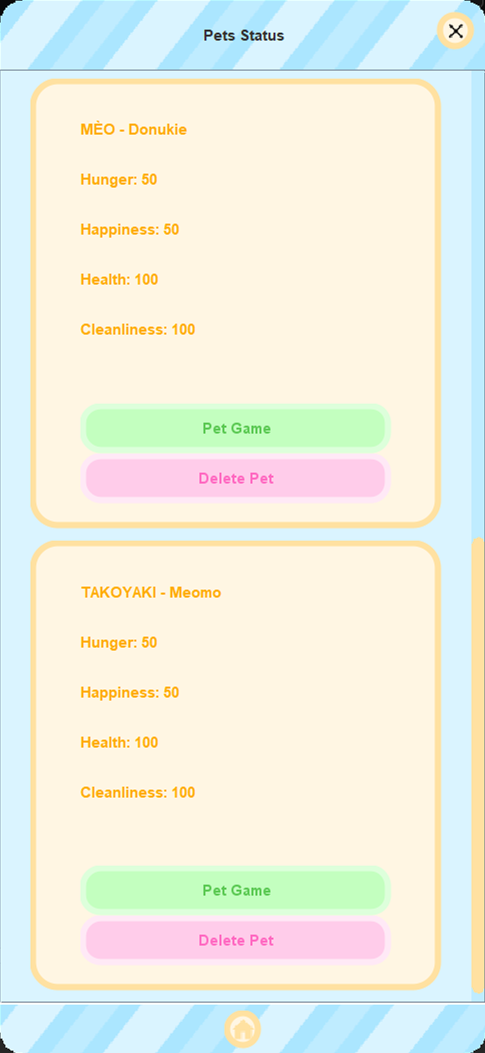 Pets Status
MÈO - Donukie
Hunger: 50
Happiness: 50
Health: 100
Cleanliness: 100
Pet Game
Delete Pet
TAKOYAKI - Meomo
Hunger: 50
Happiness: 50
Health: 100
Cleanliness: 100
Pet Game
Delete Pet